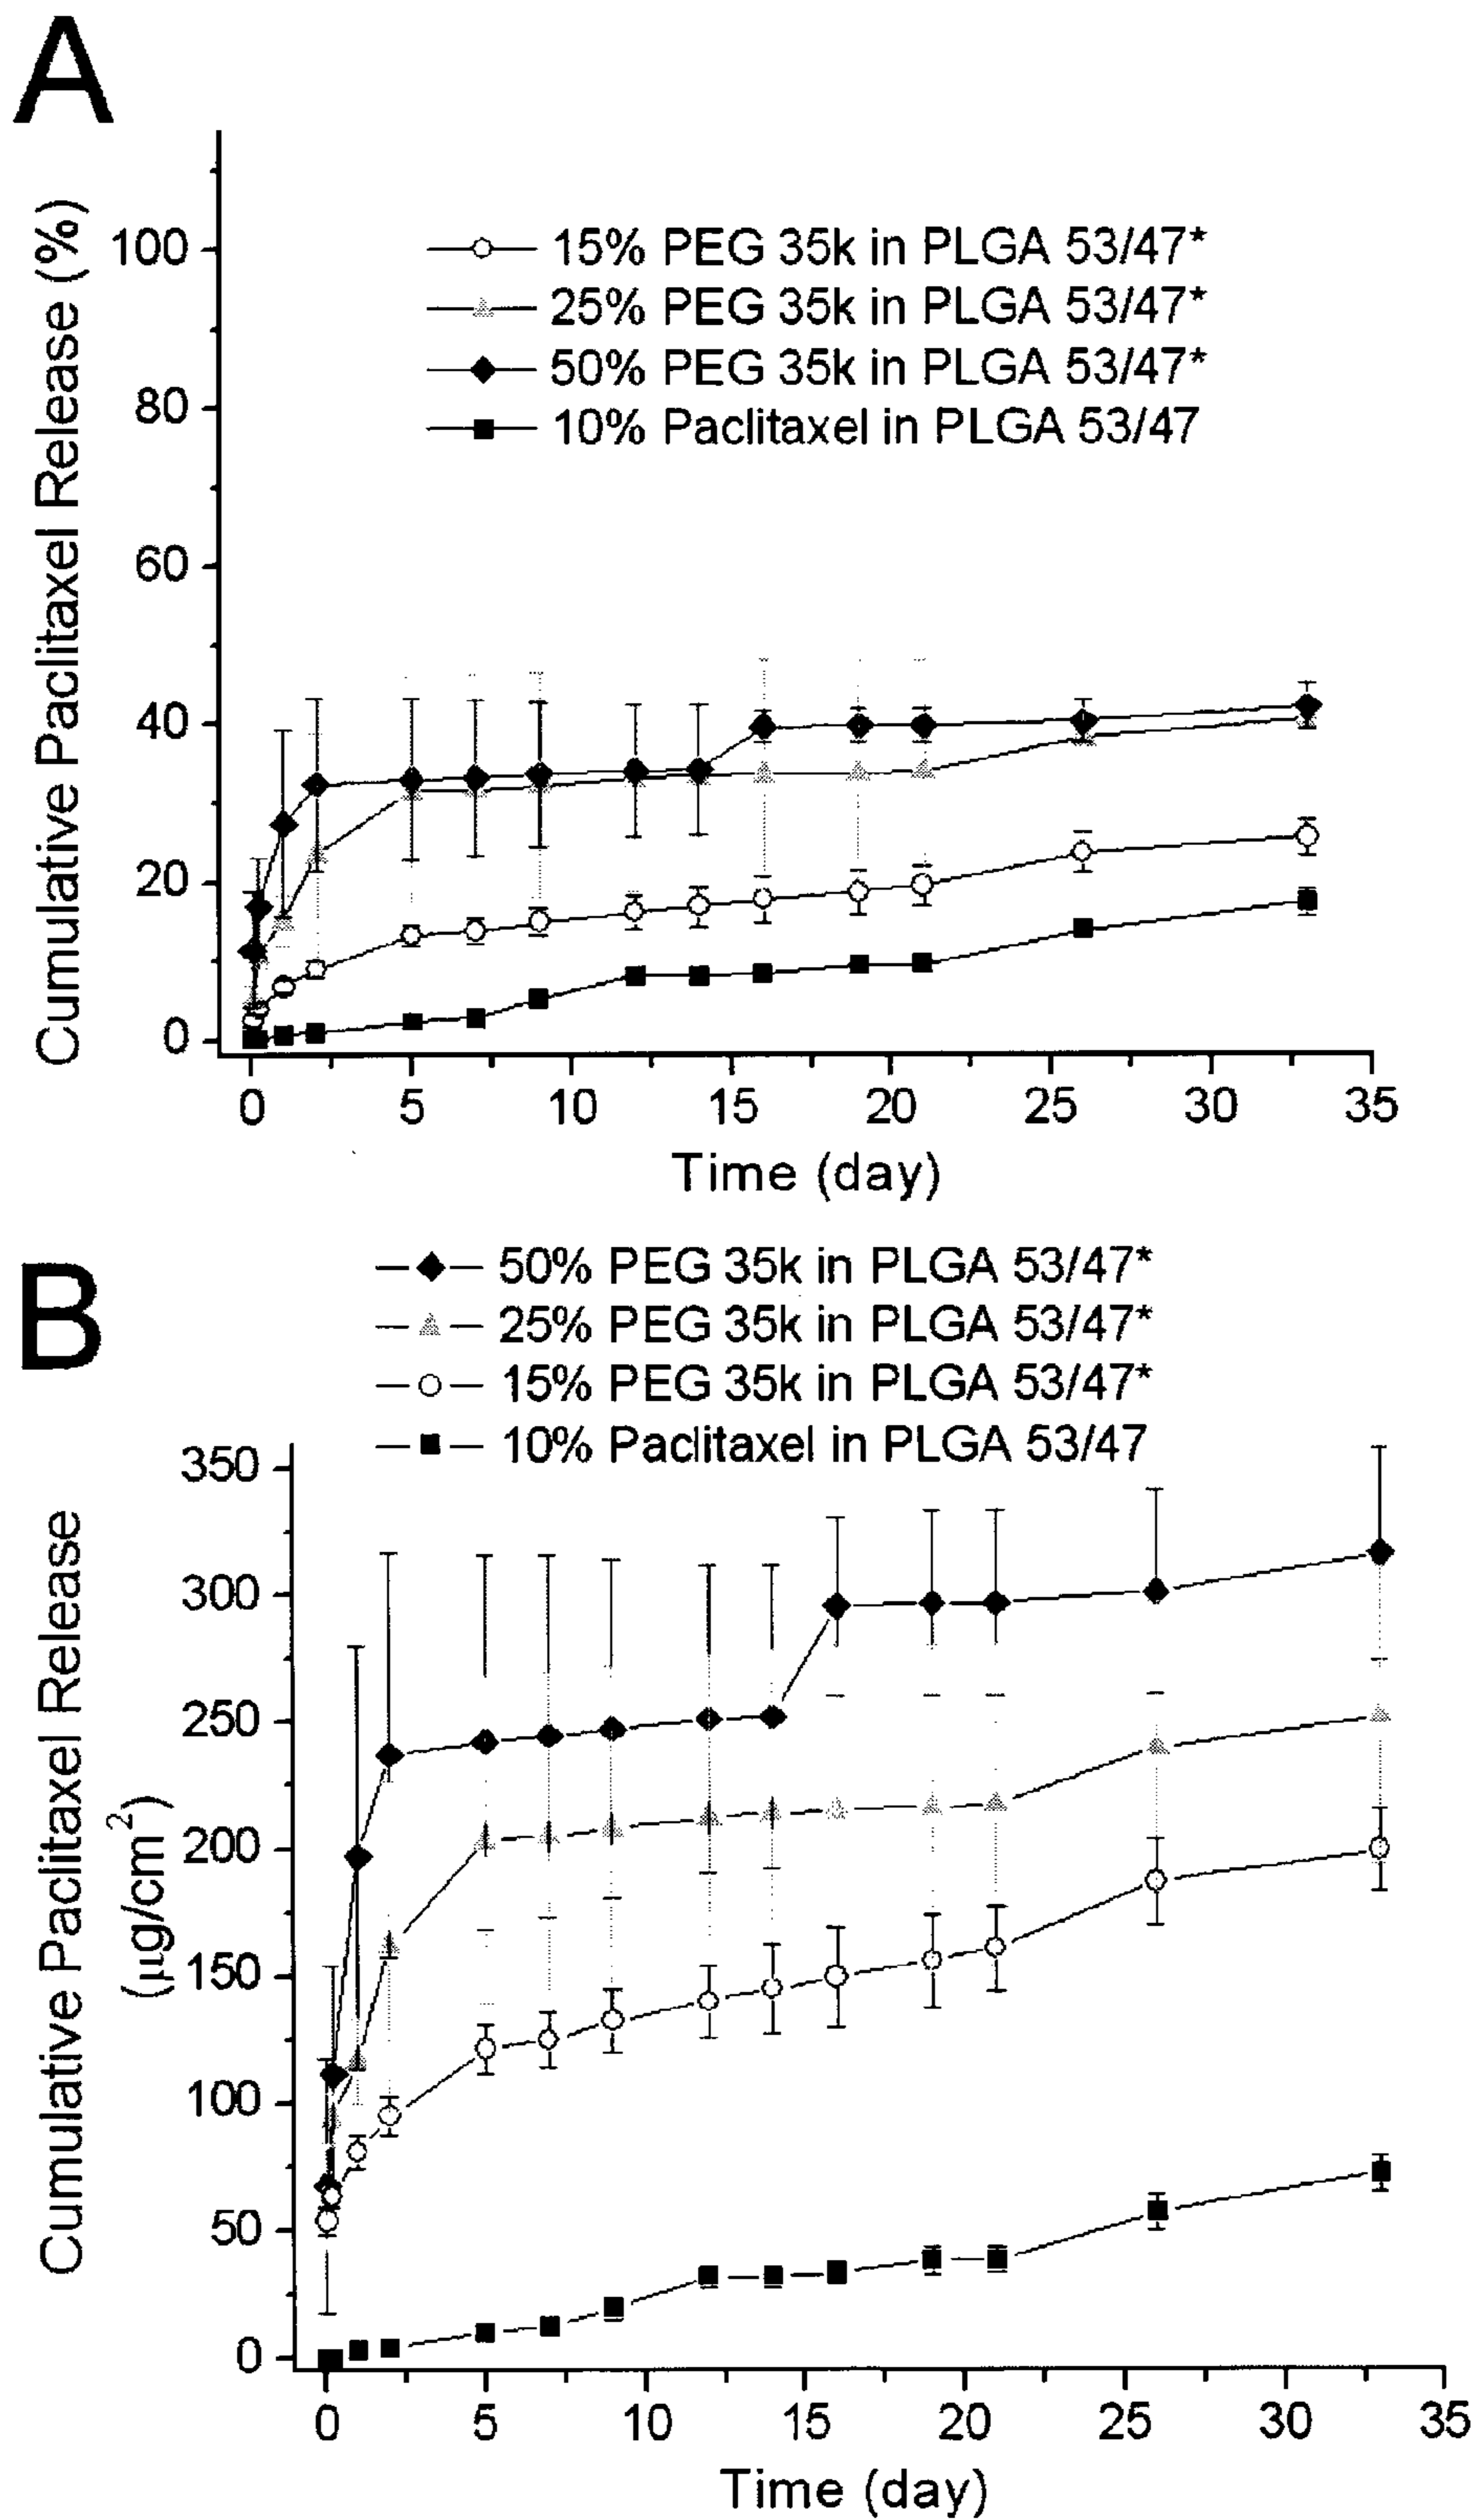 A
Cumulative Paclitaxel Release (%)
100
80
60
40
20
0
15% PEG 35k in PLGA 53/47*
25% PEG 35k in PLGA 53/47*
50% PEG 35k in PLGA 53/47*
10% Paclitaxel in PLGA 53/47
0 5 10 15 20 25 30 35
Time (day)
B
50% PEG 35k in PLGA 53/47*
25% PEG 35k in PLGA 53/47*
15% PEG 35k in PLGA 53/47*
10% Paclitaxel in PLGA 53/47
Cumulative Paclitaxel Release
(μg/cm²)
350
300
250
200
150
100
50
0
0 5 10 15 20 25 30 35
Time (day)